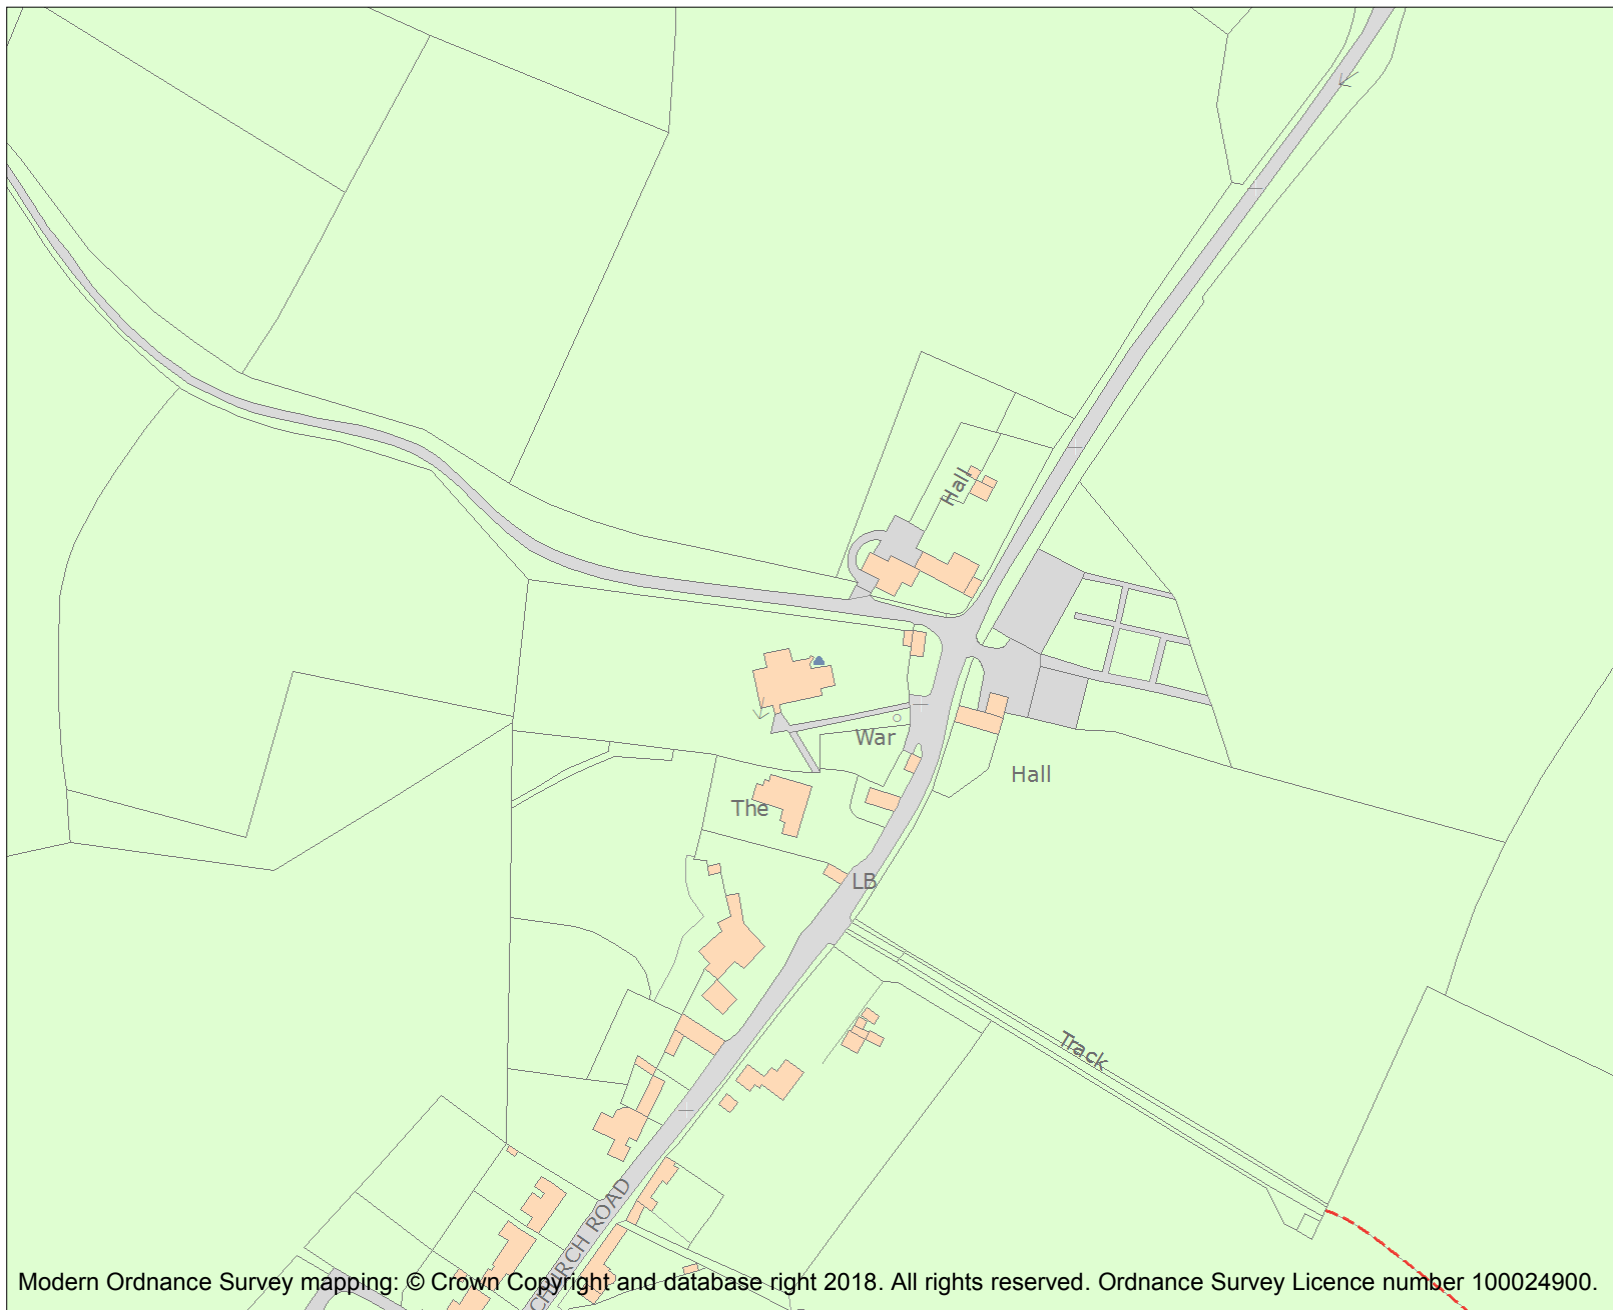 Hall
War
Hall
The
LB
Track
CHURCH ROAD
Modern Ordnance Survey mapping: © Crown Copyright and database right 2018. All rights reserved. Ordnance Survey Licence number 100024900.